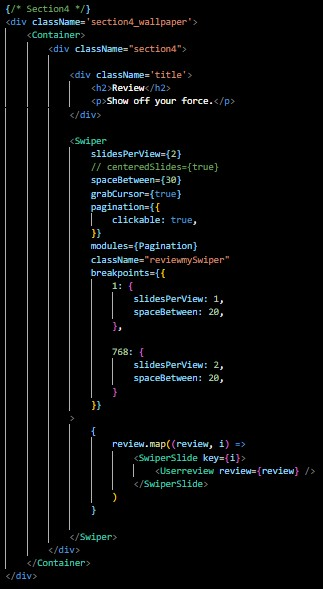 {/* Section4 */}
<div className='section4_wallpaper'>
    <Container>
        <div className="section4">

            <div className='title'>
                <h2>Review</h2>
                <p>Show off your force.</p>
            </div>

            <Swiper
                slidesPerView={2}
                // centeredSlides={true}
                spaceBetween={30}
                grabCursor={true}
                pagination={{
                    clickable: true,
                }}
                modules={Pagination}
                className="reviewmySwiper"
                breakpoints={{
                    1: {
                        slidesPerView: 1,
                        spaceBetween: 20,
                    },

                    768: {
                        slidesPerView: 2,
                        spaceBetween: 20,
                    }
                }}
            >
                {
                    review.map((review, i) =>
                        <SwiperSlide key={i}>
                            <Userreview review={review} />
                        </SwiperSlide>
                    )
                }

            </Swiper>
        </div>
    </Container>
</div>